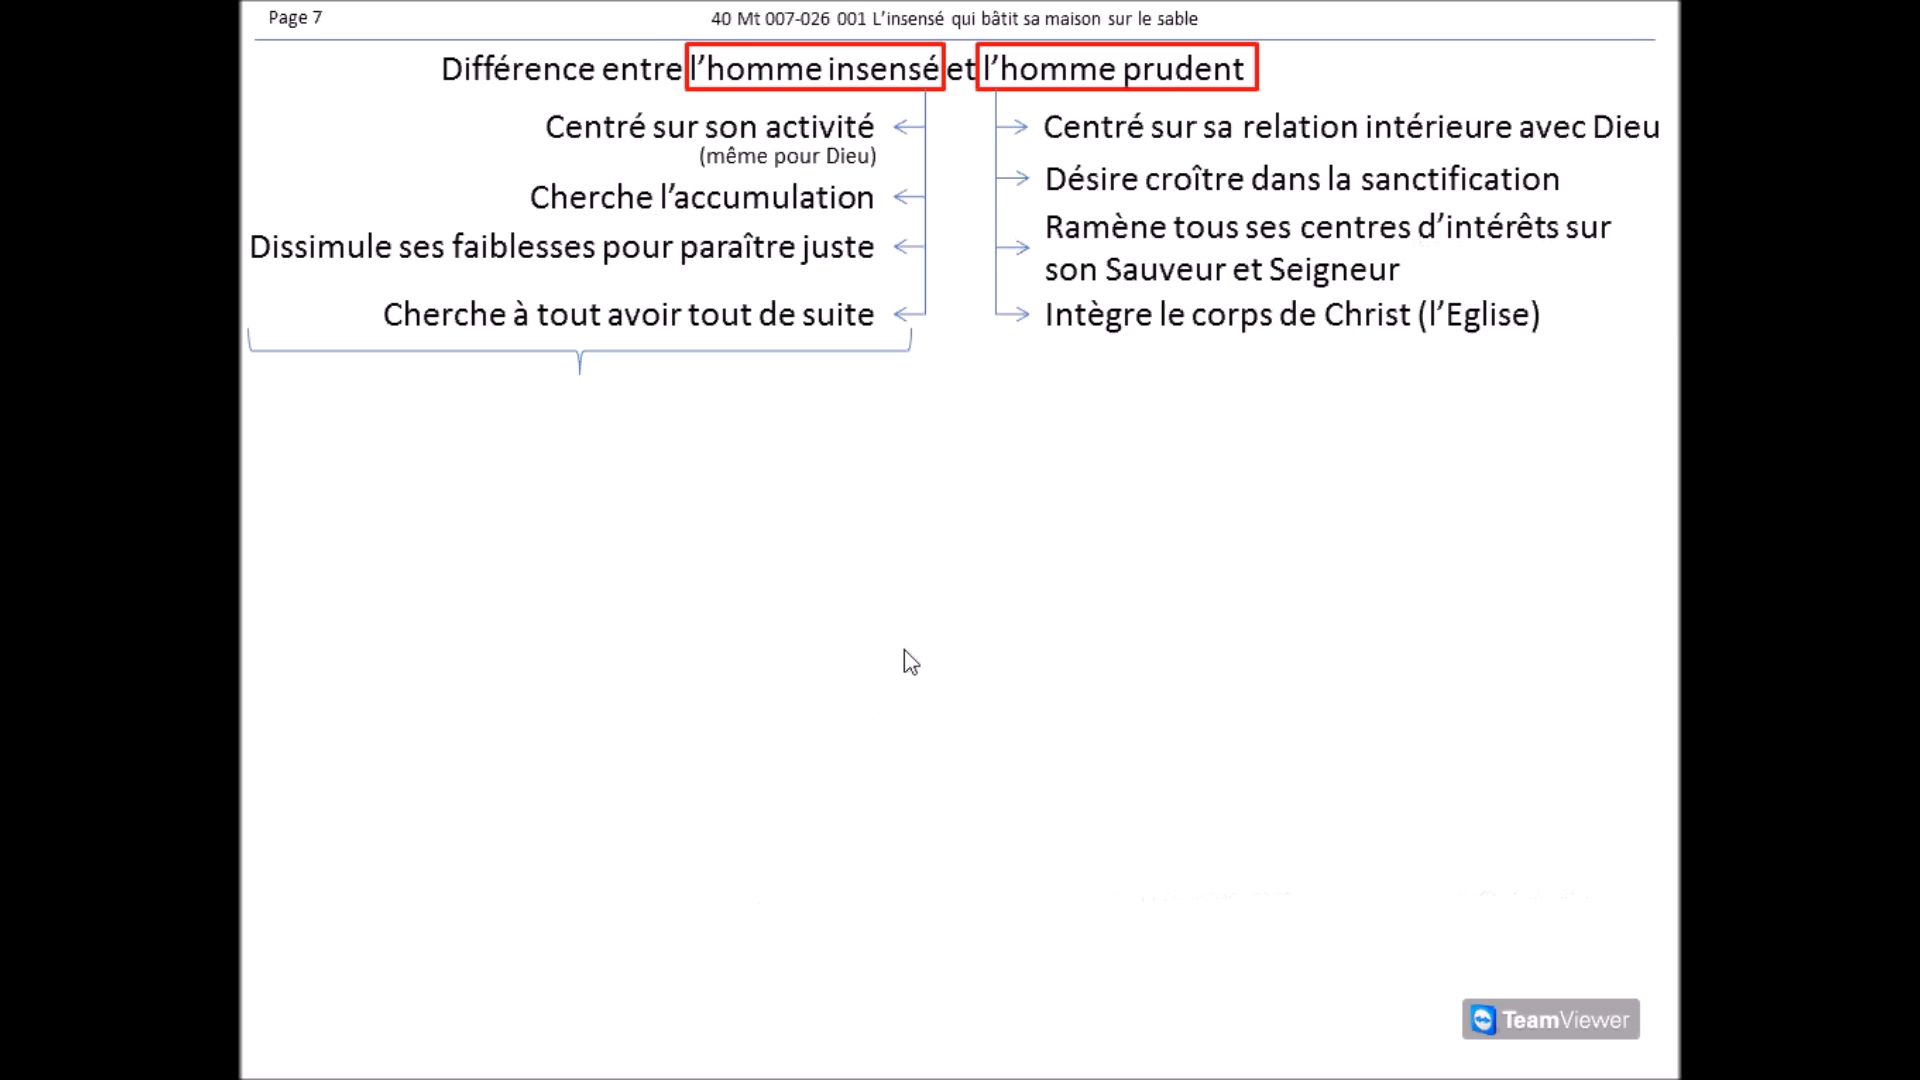 Page 7
40 Mt 007-026 001 L’insensé qui bâtit sa maison sur le sable
Différence entre l’homme insensé et l’homme prudent
Centré sur son activité
(même pour Dieu)
Cherche l’accumulation
Dissimule ses faiblesses pour paraître juste
Cherche à tout avoir tout de suite
Centré sur sa relation intérieure avec Dieu
Désire croître dans la sanctification
Ramène tous ses centres d’intérêts sur
son Sauveur et Seigneur
Intègre le corps de Christ (l’Eglise)
TeamViewer